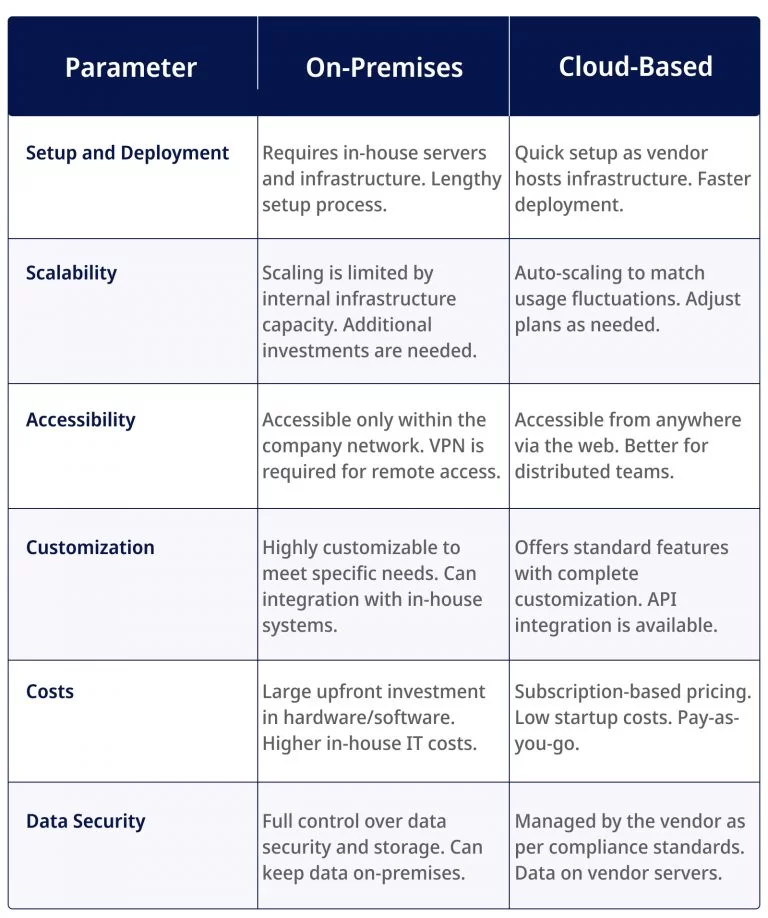 Parameter
On-Premises
Cloud-Based
Setup and Deployment
Requires in-house servers
and infrastructure. Lengthy
setup process.
Quick setup as vendor
hosts infrastructure. Faster
deployment.
Scalability
Scaling is limited by
internal infrastructure
capacity. Additional
investments are needed.
Auto-scaling to match
usage fluctuations. Adjust
plans as needed.
Accessibility
Accessible only within the
company network. VPN is
required for remote access.
Accessible from anywhere
via the web. Better for
distributed teams.
Customization
Highly customizable to
meet specific needs. Can
integration with in-house
systems.
Offers standard features
with complete
customization. API
integration is available.
Costs
Large upfront investment
in hardware/software.
Higher in-house IT costs.
Subscription-based pricing.
Low startup costs. Pay-as-
you-go.
Data Security
Full control over data
security and storage. Can
keep data on-premises.
Managed by the vendor as
per compliance standards.
Data on vendor servers.